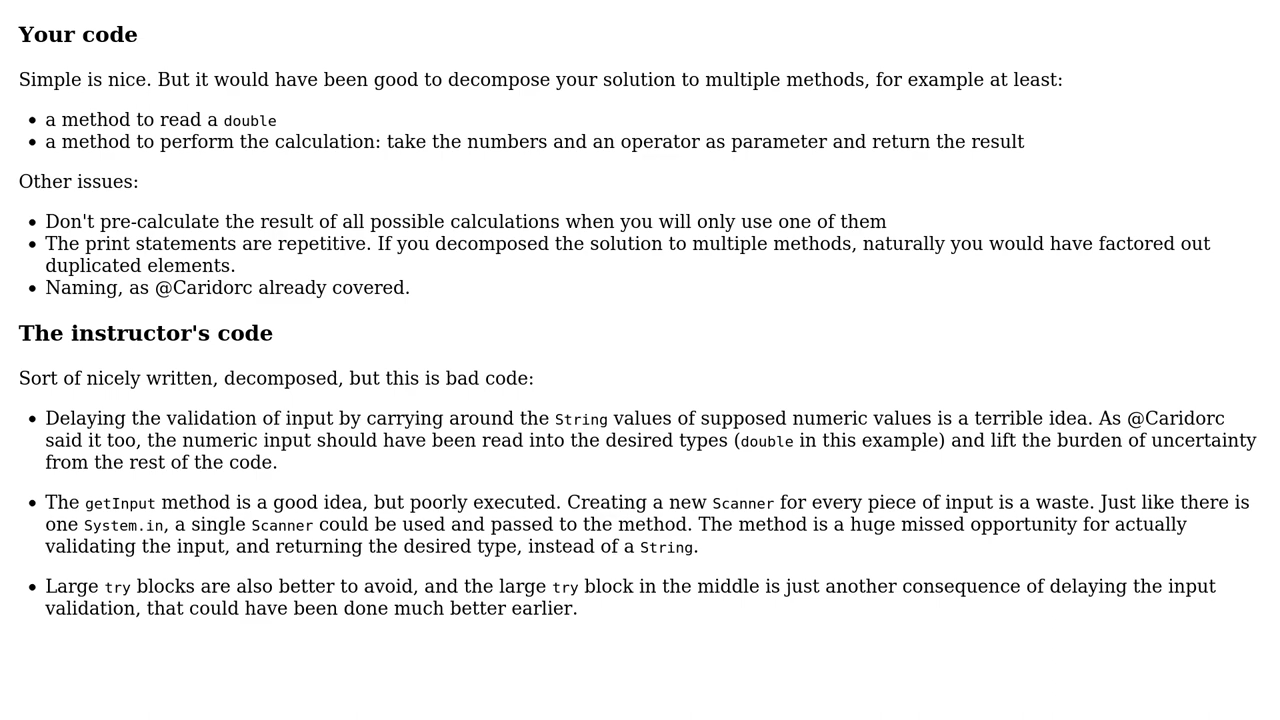 Your code
Simple is nice. But it would have been good to decompose your solution to multiple methods, for example at least:
• a method to read a double
• a method to perform the calculation: take the numbers and an operator as parameter and return the result
Other issues:
• Don't pre-calculate the result of all possible calculations when you will only use one of them
• The print statements are repetitive. If you decomposed the solution to multiple methods, naturally you would have factored out
duplicated elements.
• Naming, as @Caridorc already covered.
The instructor's code
Sort of nicely written, decomposed, but this is bad code:
• Delaying the validation of input by carrying around the String values of supposed numeric values is a terrible idea. As @Caridorc
said it too, the numeric input should have been read into the desired types (double in this example) and lift the burden of uncertainty
from the rest of the code.
• The getInput method is a good idea, but poorly executed. Creating a new Scanner for every piece of input is a waste. Just like there is
one System.in, a single Scanner could be used and passed to the method. The method is a huge missed opportunity for actually
validating the input, and returning the desired type, instead of a String.
• Large try blocks are also better to avoid, and the large try block in the middle is just another consequence of delaying the input
validation, that could have been done much better earlier.